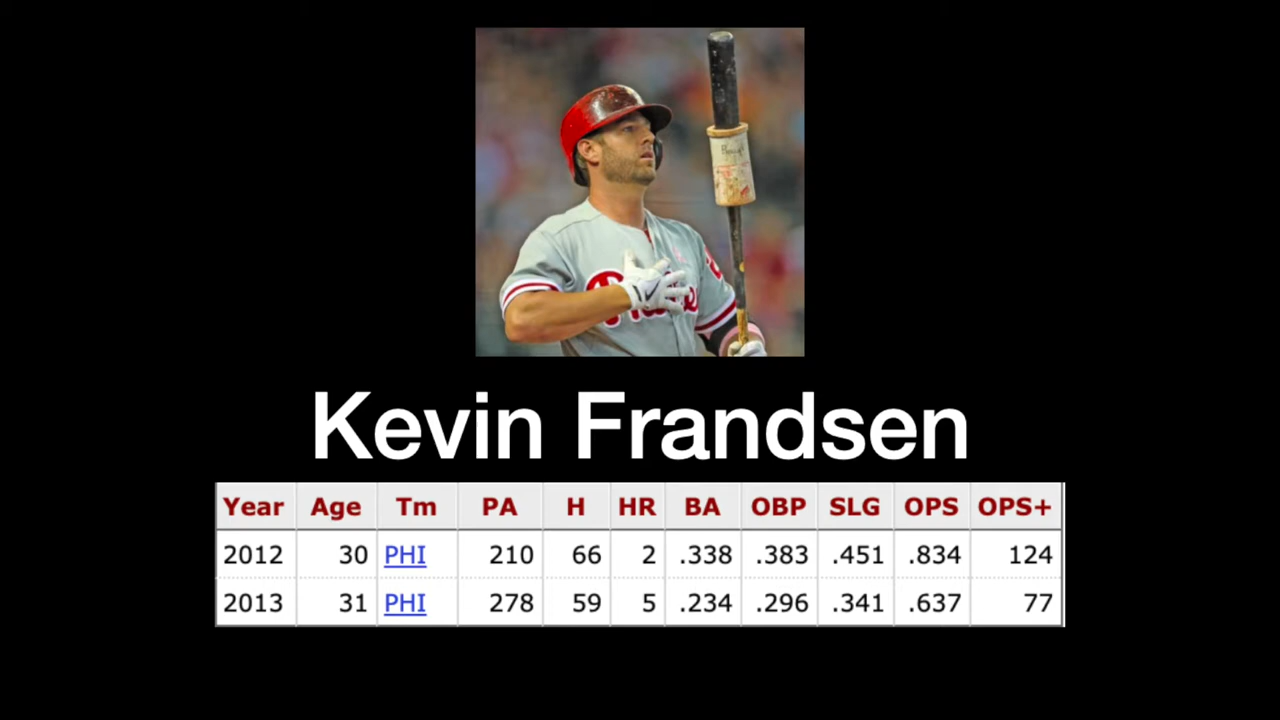 Kevin Frandsen
Year Age Tm PA H HR BA OBP SLG OPS OPS+
2012 30 PHI 210 66 2 .338 .383 .451 .834 124
2013 31 PHI 278 59 5 .234 .296 .341 .637 77